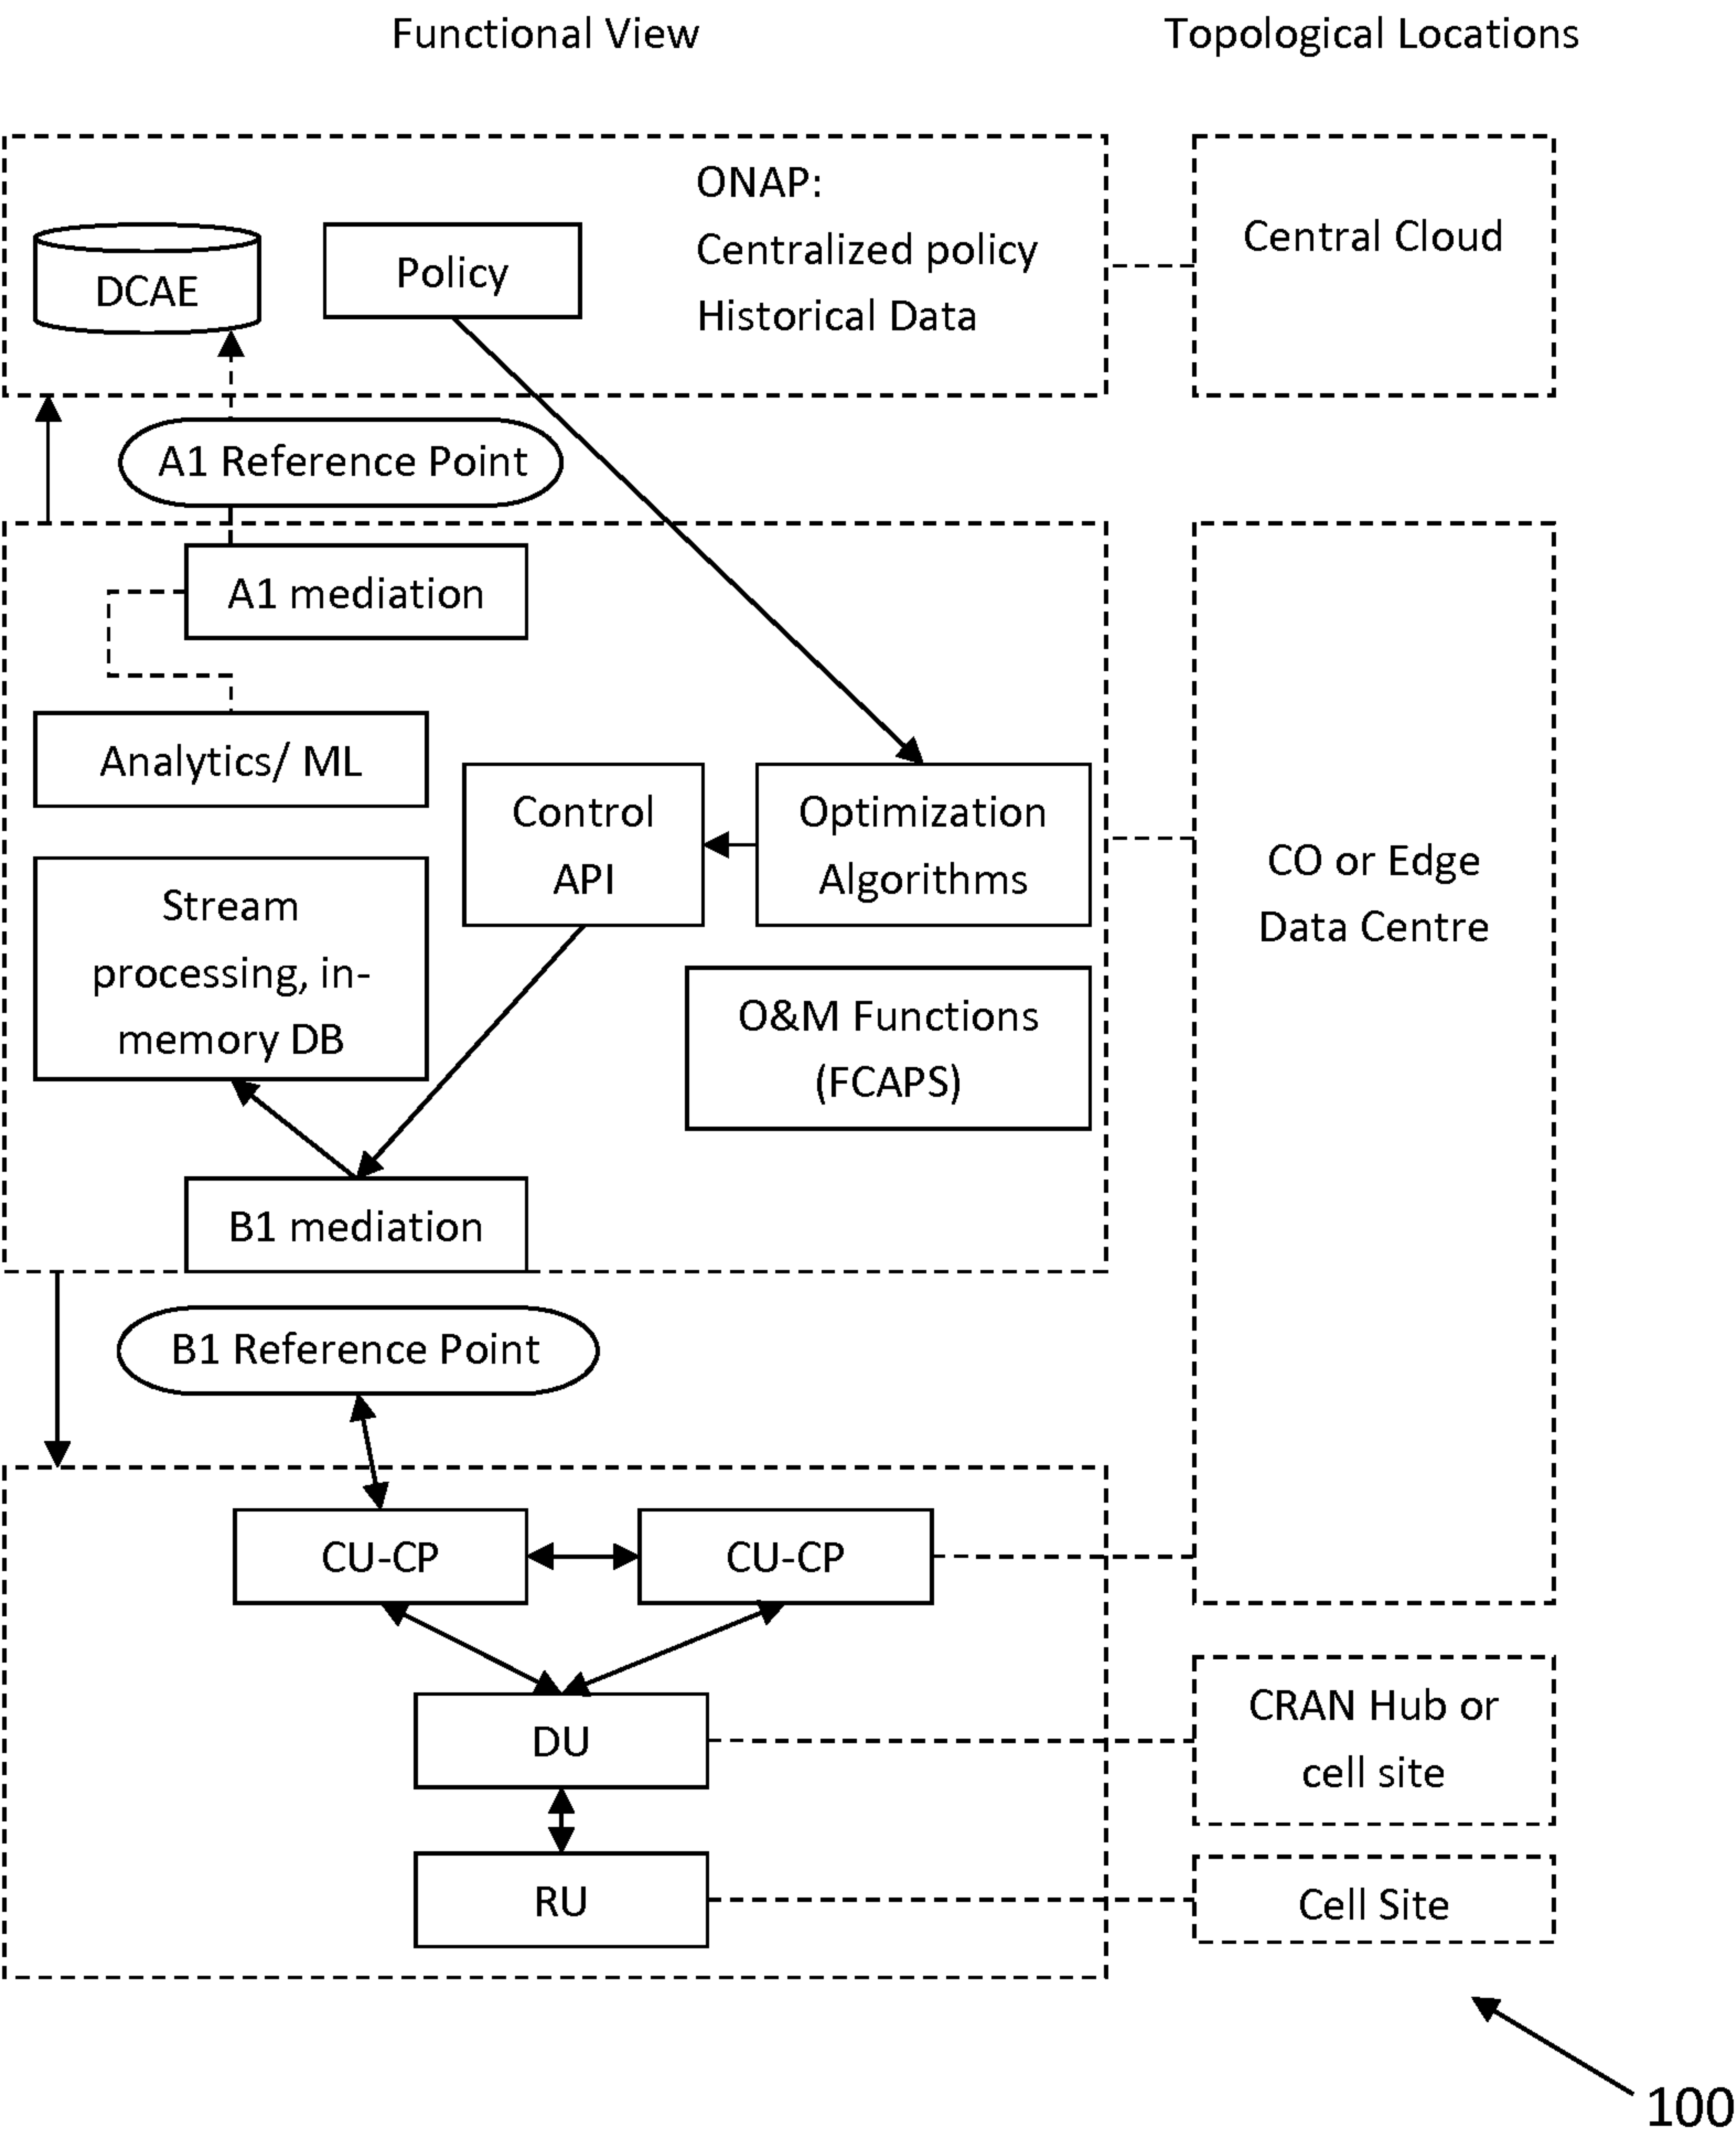 Functional View
Topological Locations
DCAE
Policy
ONAP:
Centralized policy
Historical Data
Central Cloud
A1 Reference Point
A1 mediation
Analytics/ ML
Control
API
Optimization
Algorithms
Stream
processing, in-
memory DB
O&M Functions
(FCAPS)
CO or Edge
Data Centre
B1 mediation
B1 Reference Point
CU-CP
CU-CP
DU
CRAN Hub or
cell site
RU
Cell Site
100